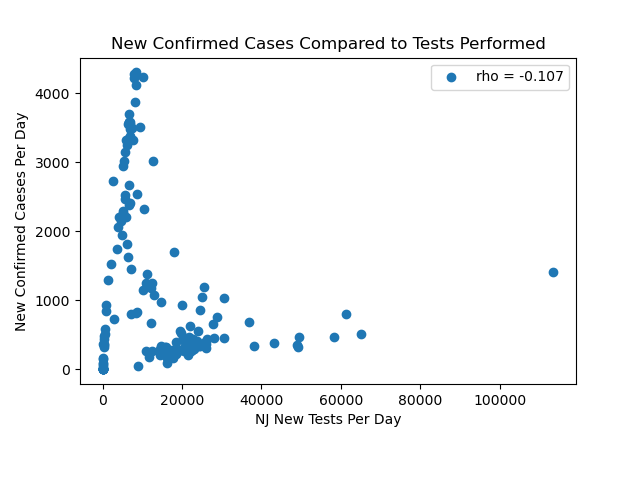 New Confirmed Cases Compared to Tests Performed
rho = -0.107
4000
3000
2000
1000
0
New Confirmed Caeses Per Day
0
20000
40000
60000
80000
100000
NJ New Tests Per Day